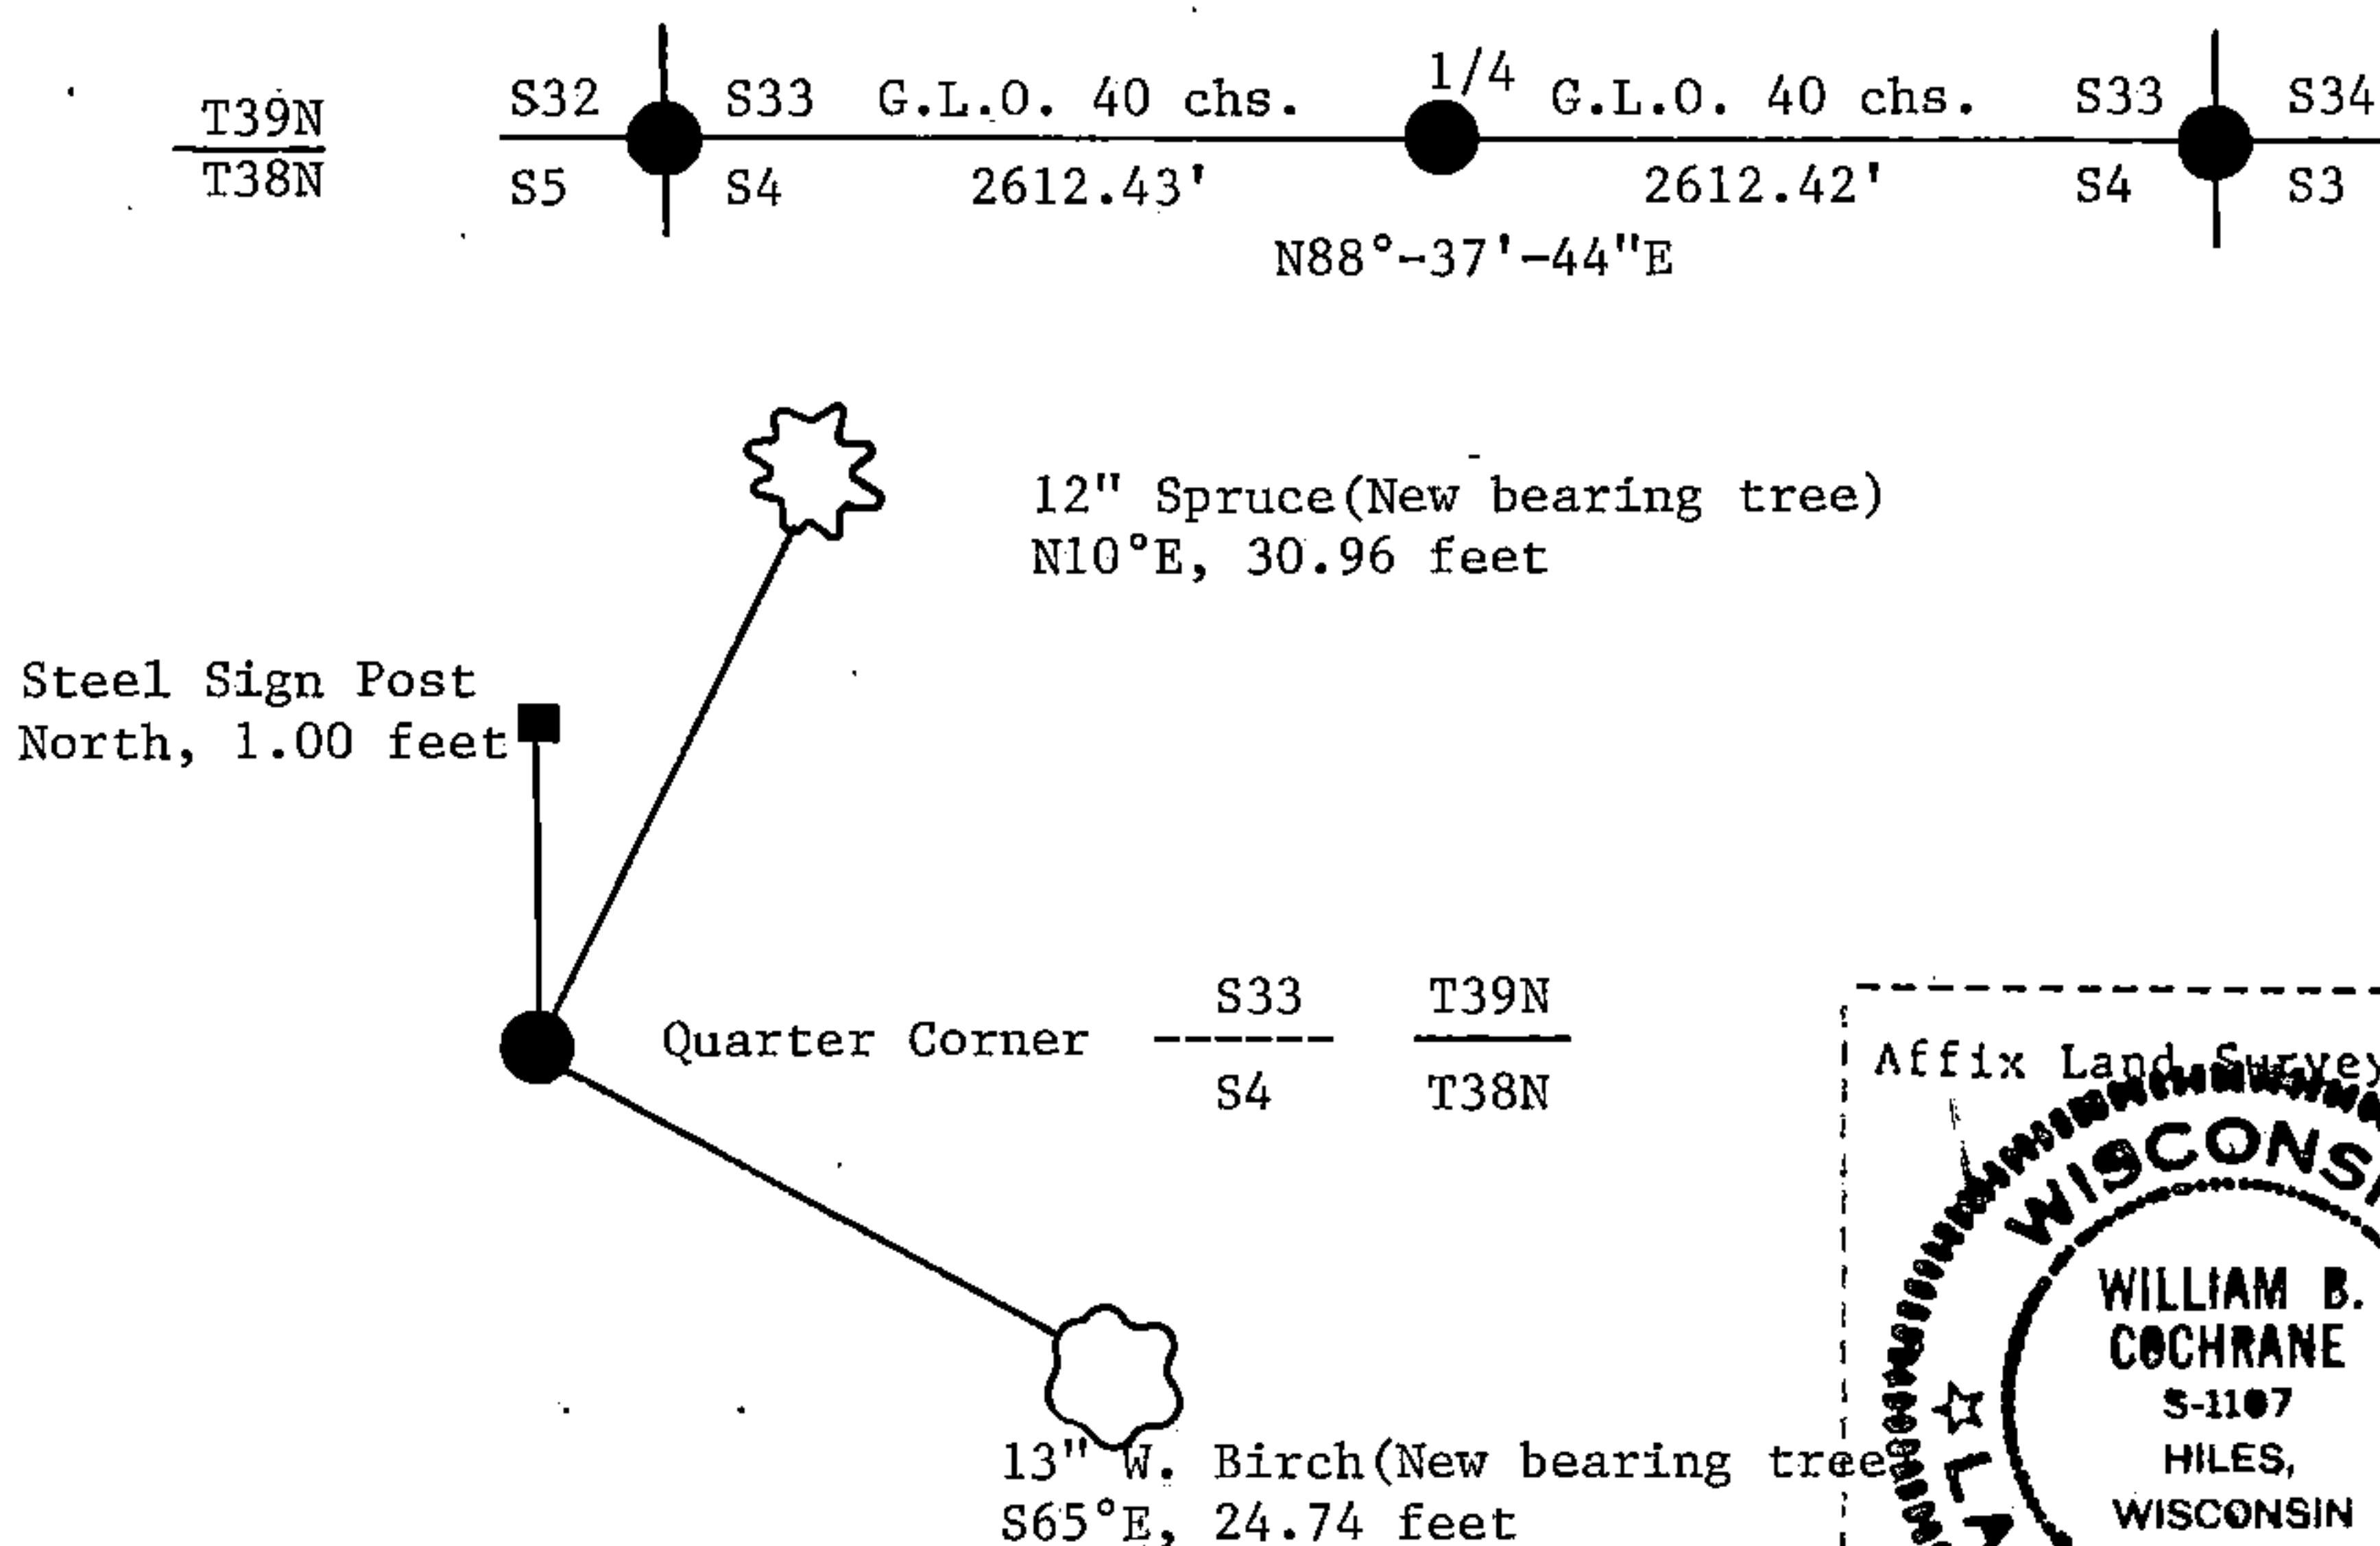 T39N
T38N
S32 S33 G.L.O. 40 chs. 1/4 G.L.O. 40 chs. S33 S34
S5 S4 2612.43' 2612.42' S4 S3
N88°-37'-44"E
12" Spruce(New bearing tree)
N10°E, 30.96 feet
Steel Sign Post
North, 1.00 feet
Quarter Corner
S33
S4
T39N
T38N
Affix Land
WILLIAM B.
COCHRANE
S-1107
HILES,
WISCONSIN
13" W. Birch(New bearing tree
S65°E, 24.74 feet